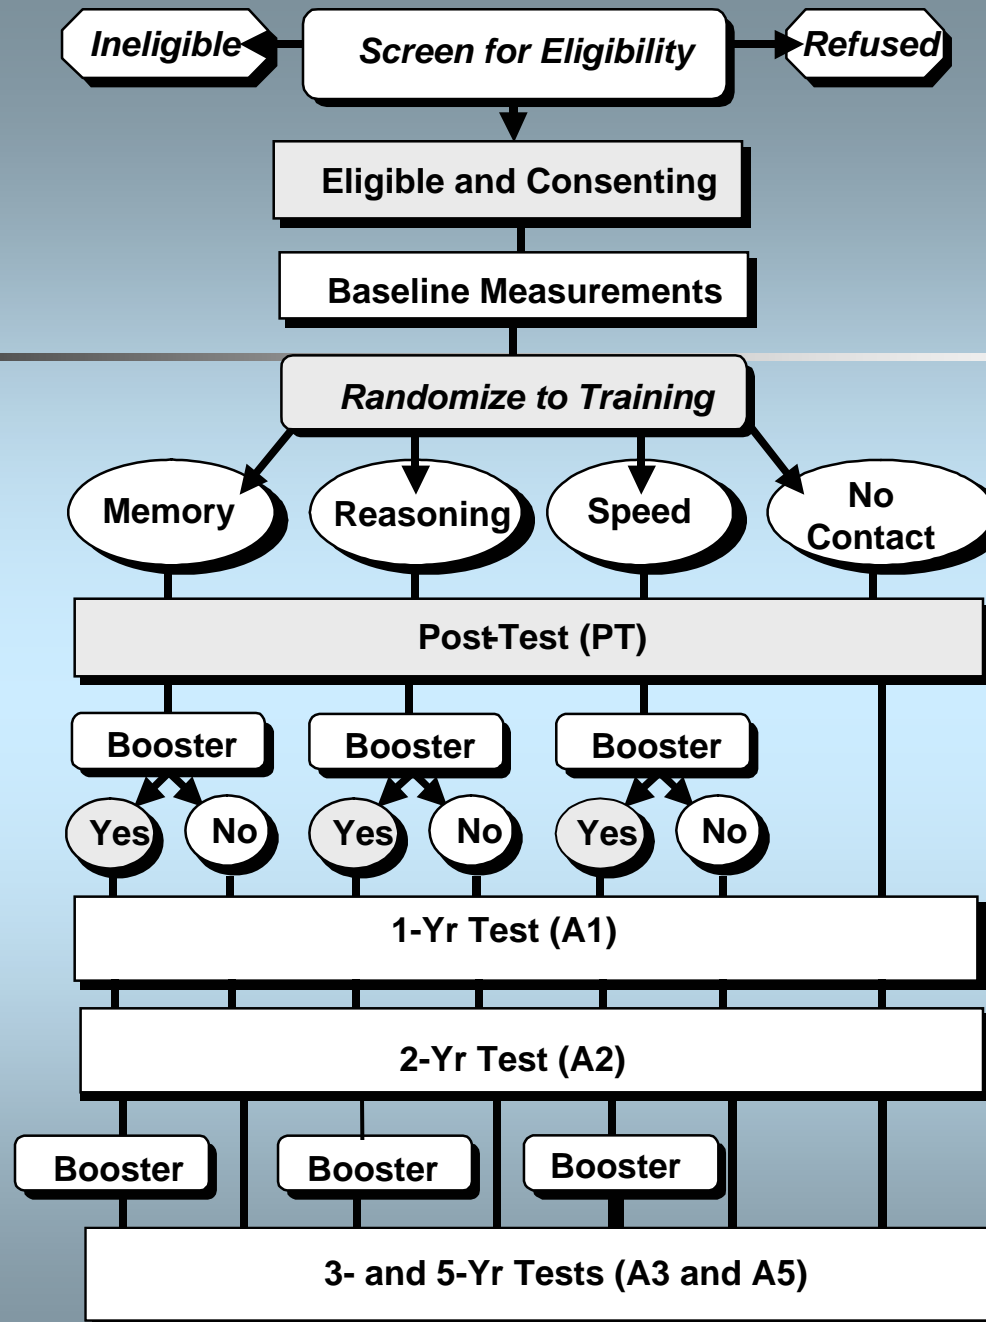 Ineligible
Screen for Eligibility
Refused
Eligible and Consenting
Baseline Measurements
Randomize to Training
Memory
Reasoning
Speed
No
Contact
Post-Test (PT)
Booster
Booster
Booster
Yes
No
Yes
No
Yes
No
1-Yr Test (A1)
2-Yr Test (A2)
Booster
Booster
Booster
3- and 5-Yr Tests (A3 and A5)